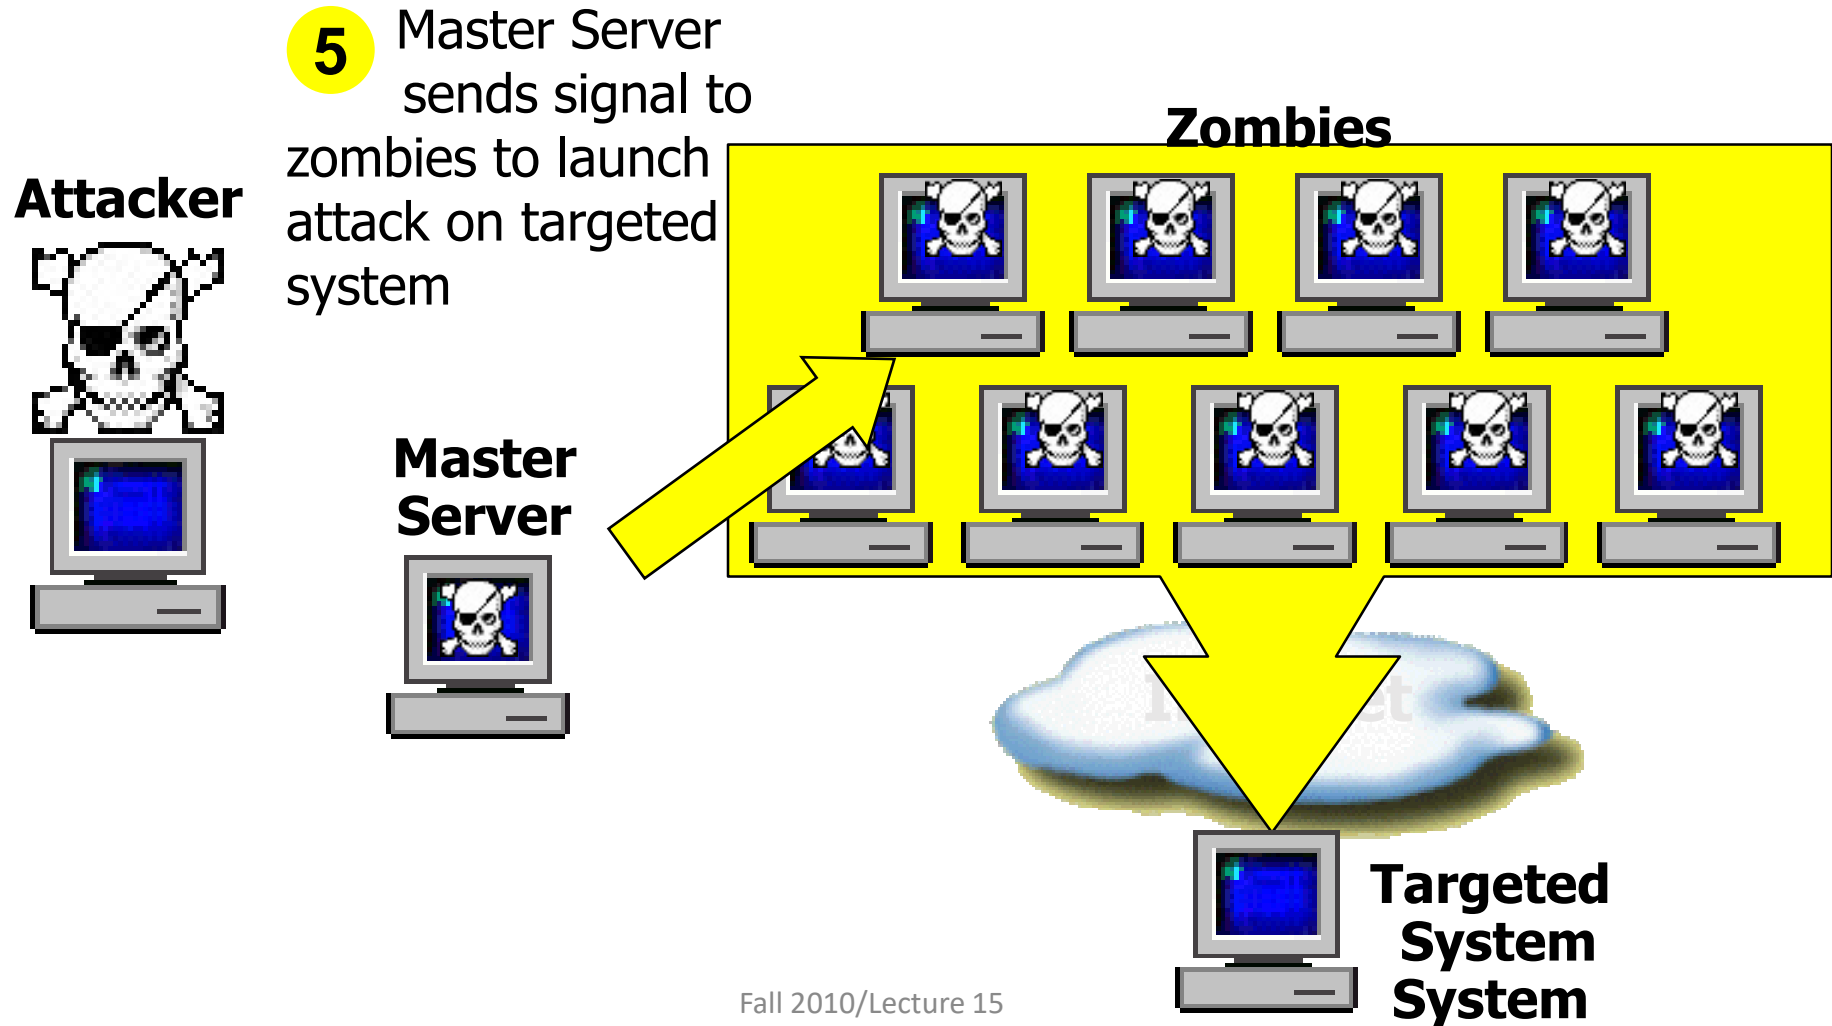 5 Master Server
sends signal to
zombies to launch
attack on targeted
system
Zombies
Attacker
Master
Server
Targeted
System
System
Fall 2010/Lecture 15